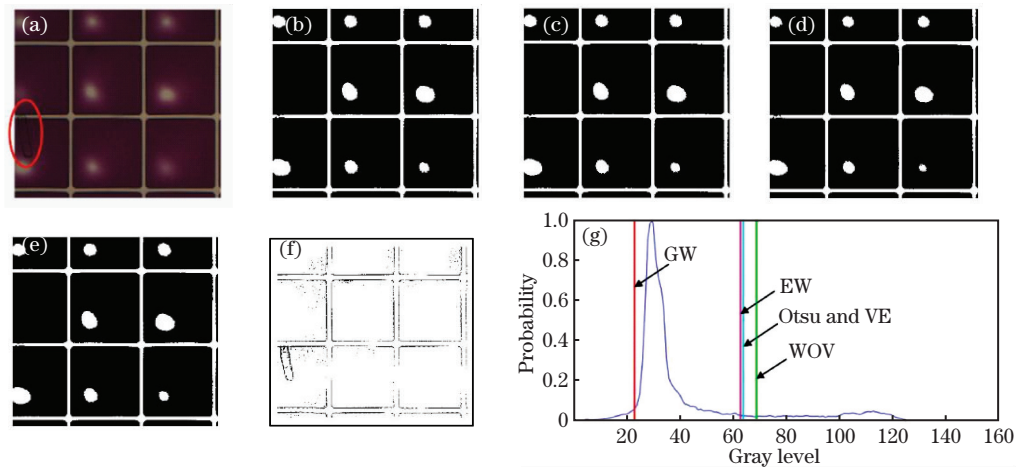 (a)
(b)
(c)
(d)
(e)
(f)
(g)
1.0
0.8
0.6
0.4
0.2
0
Probability
GW
EW
Otsu and VE
WOV
20 40 60 80 100 120 140 160
Gray level